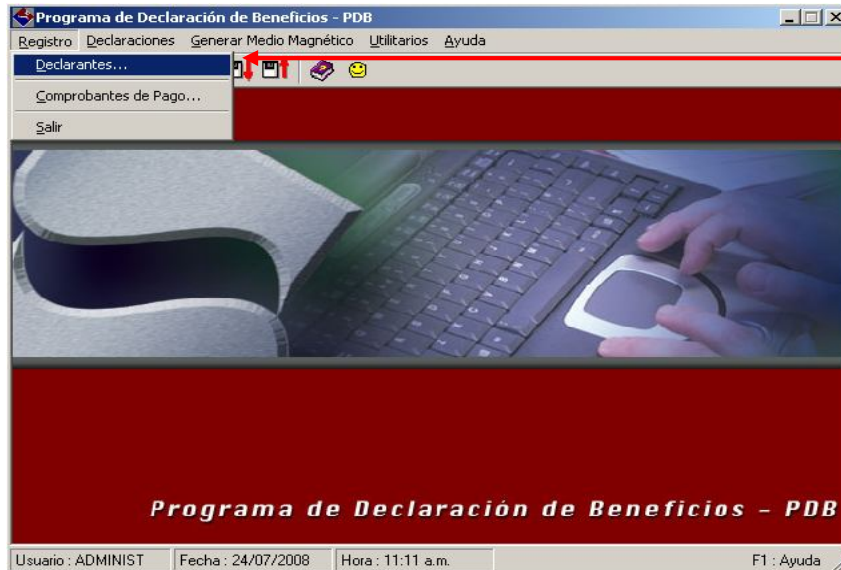 Programa de Declaración de Beneficios - PDB
Registro Declaraciones Generar Medio Magnético Utilitarios Ayuda
Declarantes...
Comprobantes de Pago...
Salir
Programa de Declaración de Beneficios - PDB
Usuario : ADMINIST Fecha : 24/07/2008 Hora : 11:11 a.m. F1 : Ayuda